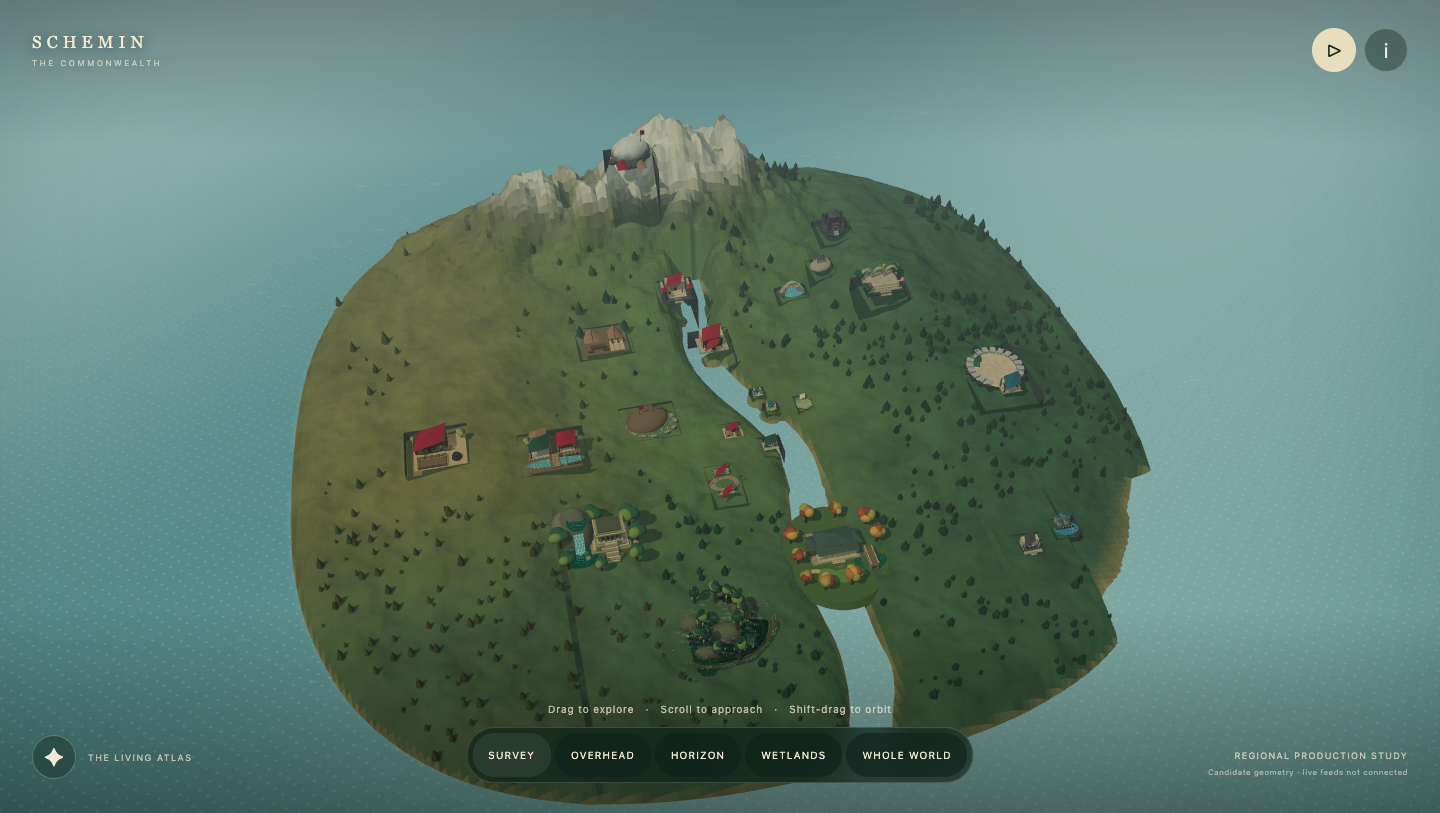 SCHEMIN
THE COMMONWEALTH
i
Drag to explore · Scroll to approach · Shift-drag to orbit
THE LIVING ATLAS
SURVEY
OVERHEAD
HORIZON
WETLANDS
WHOLE WORLD
REGIONAL PRODUCTION STUDY
Candidate geometry · live feeds not connected